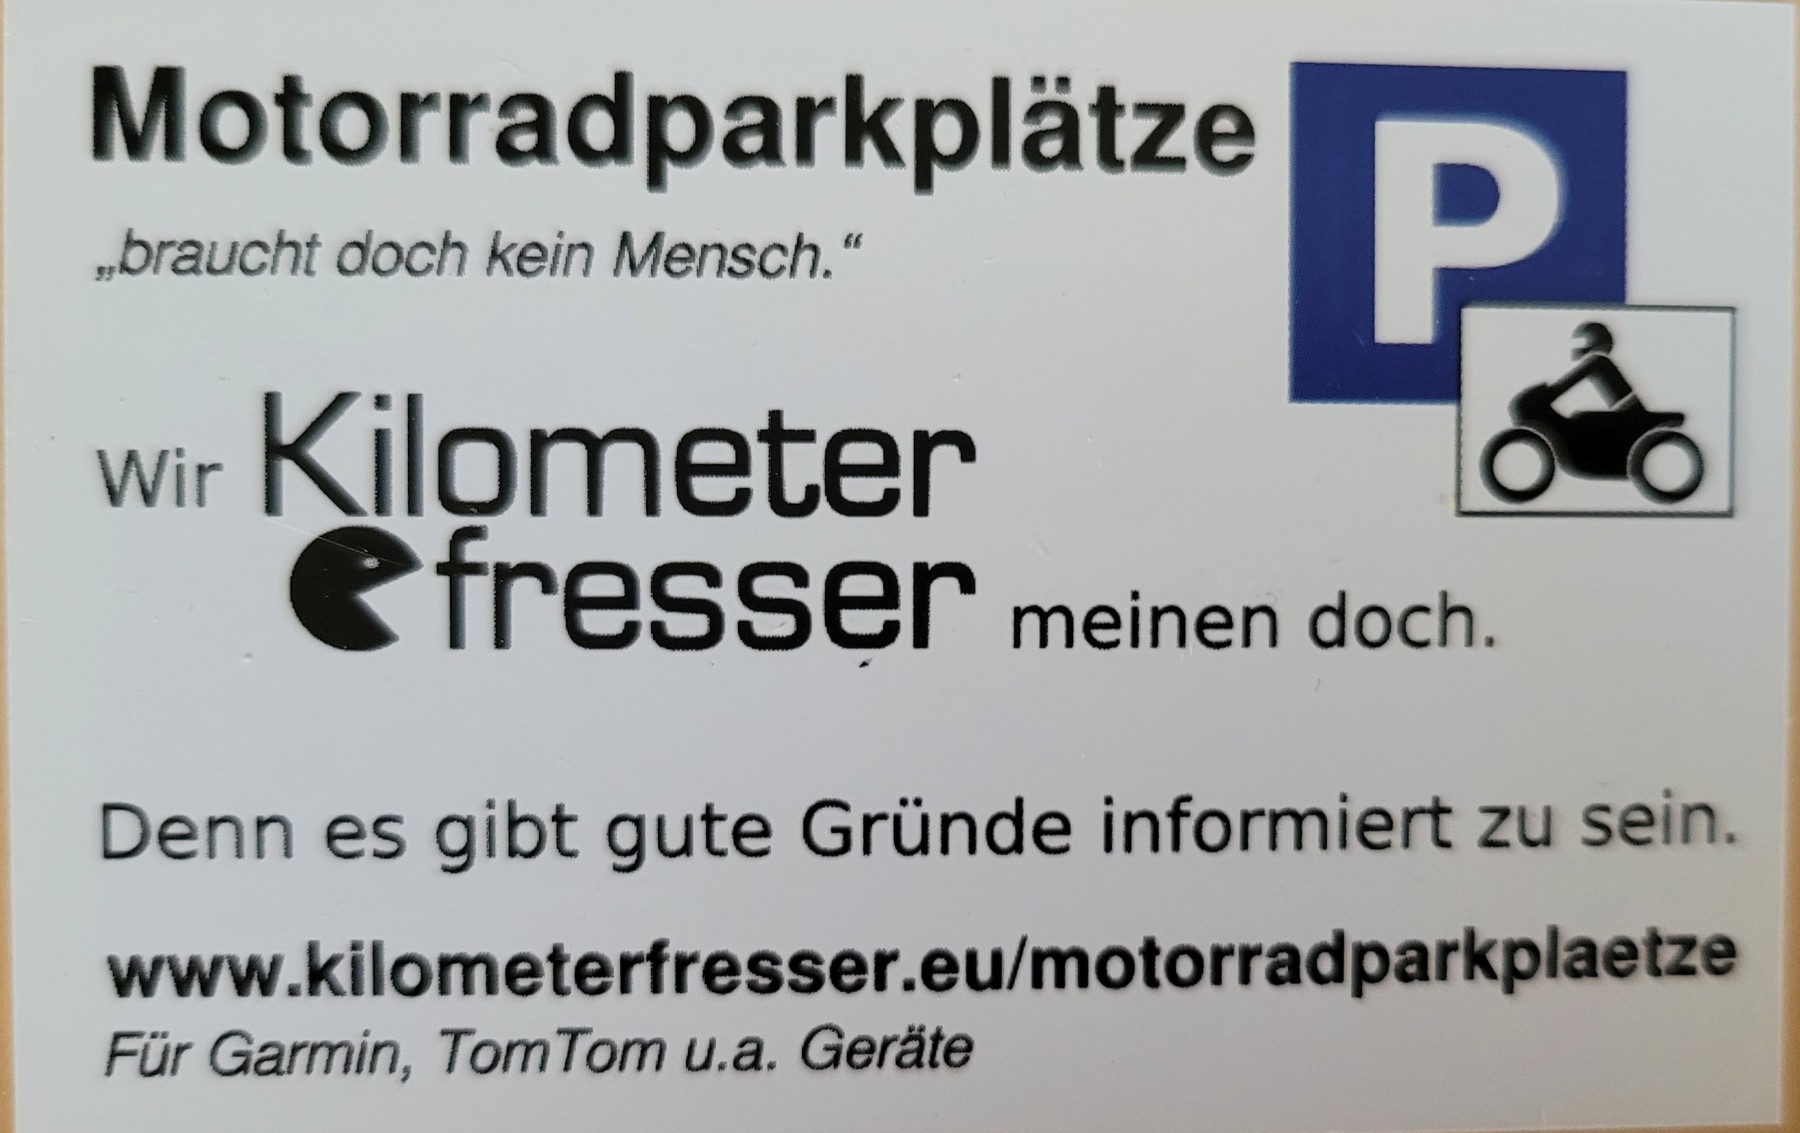 Motorradparkplätze
P
„braucht doch kein Mensch.“
Wir Kilometer
fresser meinen doch.
Denn es gibt gute Gründe informiert zu sein.
www.kilometerfresser.eu/motorradparkplaetze
Für Garmin, TomTom u.a. Geräte